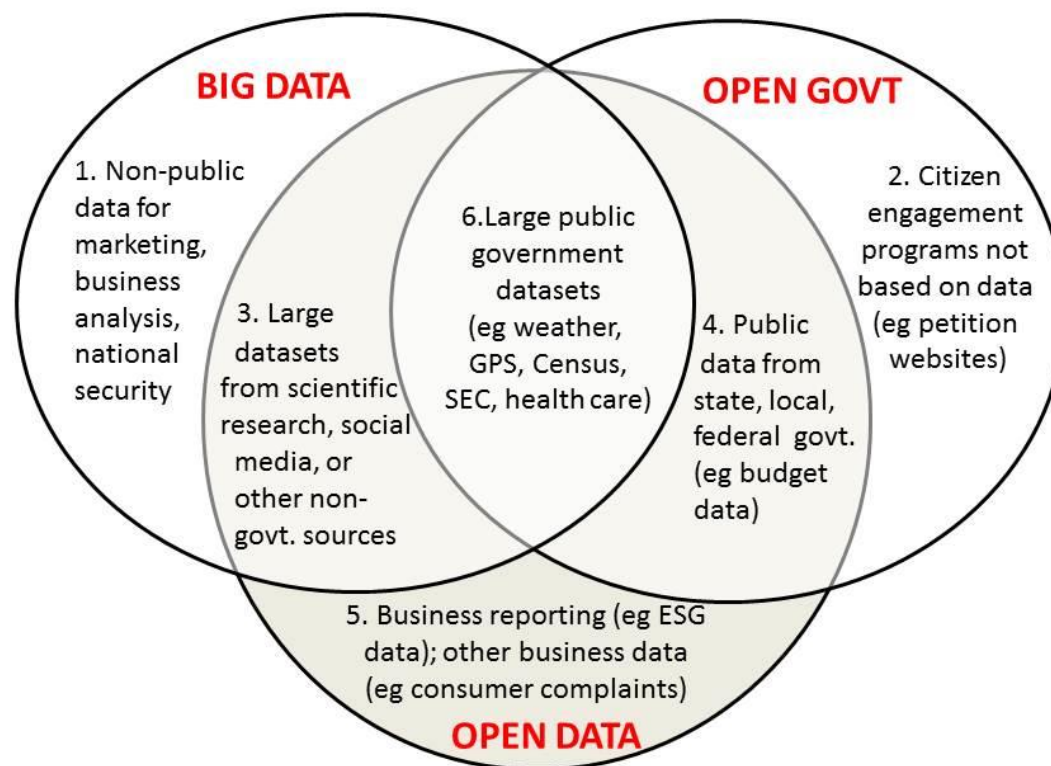 BIG DATA
OPEN GOVT
1. Non-public
data for
marketing,
business
analysis,
national
security
2. Citizen
engagement
programs not
based on data
(eg petition
websites)
3. Large
datasets
from scientific
research, social
media, or
other non-
govt. sources
6.Large public
government
datasets
(eg weather,
GPS, Census,
SEC, health care)
4. Public
data from
state, local,
federal govt.
(eg budget
data)
5. Business reporting (eg ESG
data); other business data
(eg consumer complaints)
OPEN DATA